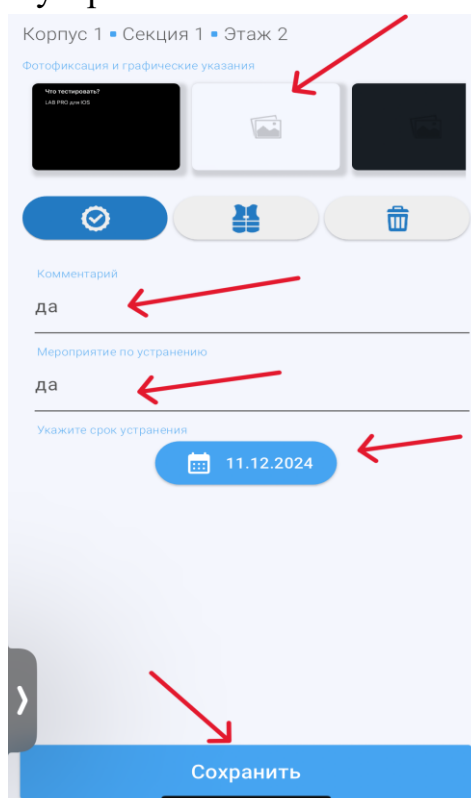 Корпус 1 ▪ Секция 1 ▪ Этаж 2
Фотофиксация и графические указания
Что тестировать?
LAB PRO для iOS
Комментарий
да
Мероприятие по устранению
да
Укажите срок устранения
11.12.2024
Сохранить